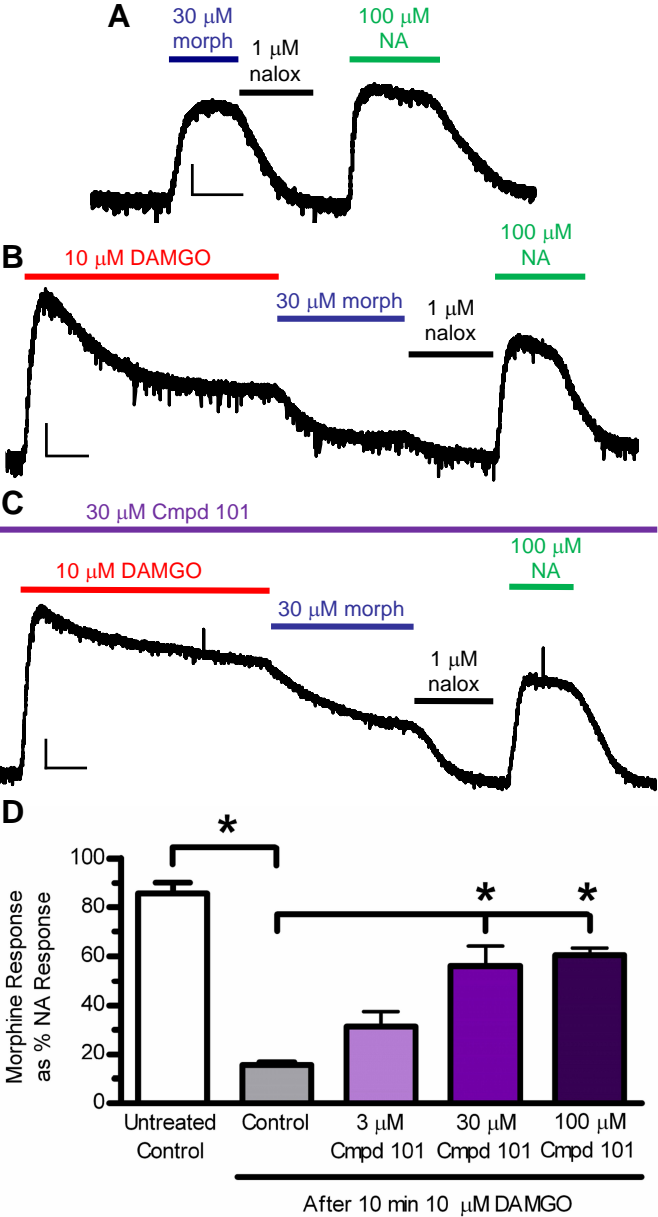 A
30 μM
morph
1 μM
nalox
100 μM
NA
B
10 μM DAMGO
30 μM morph
1 μM
nalox
100 μM
NA
C
30 μM Cmpd 101
10 μM DAMGO
30 μM morph
1 μM
nalox
100 μM
NA
D
Morphine Response
as % NA Response
100
80
60
40
20
0
*
*
*
Untreated
Control
Control
3 μM
Cmpd 101
30 μM
Cmpd 101
100 μM
Cmpd 101
After 10 min 10 μM DAMGO